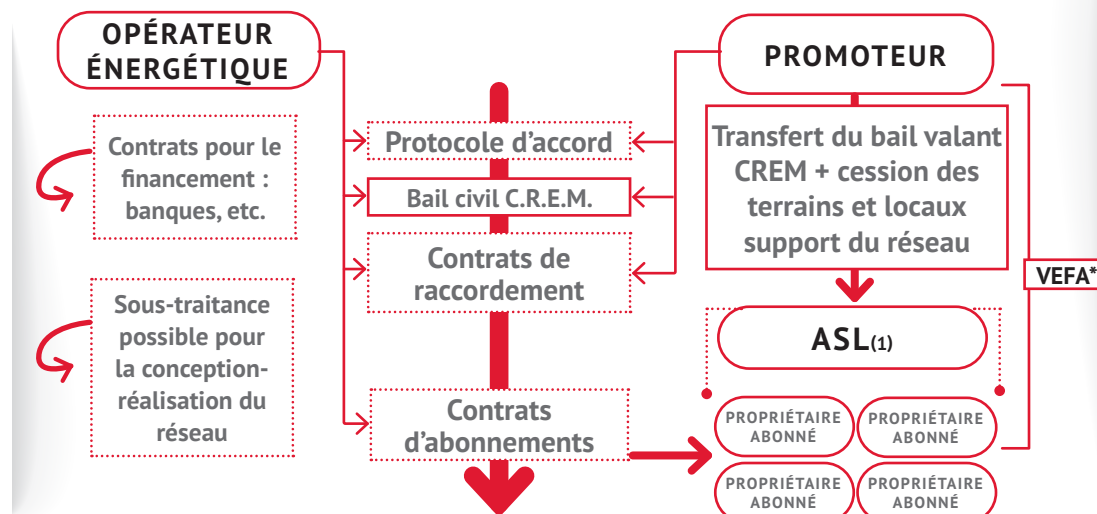 OPÉRATEUR
ÉNERGÉTIQUE
Contrats pour le
financement :
banques, etc.
Sous-traitance
possible pour
la conception-
réalisation du
réseau
Protocole d'accord
Bail civil C.R.E.M.
Contrats de
raccordement
Contrats
d'abonnements
PROMOTEUR
Transfert du bail valant
CREM + cession des
terrains et locaux
support du réseau
VEFA*
ASL(1)
PROPRIÉTAIRE
ABONNÉ
PROPRIÉTAIRE
ABONNÉ
PROPRIÉTAIRE
ABONNÉ
PROPRIÉTAIRE
ABONNÉ